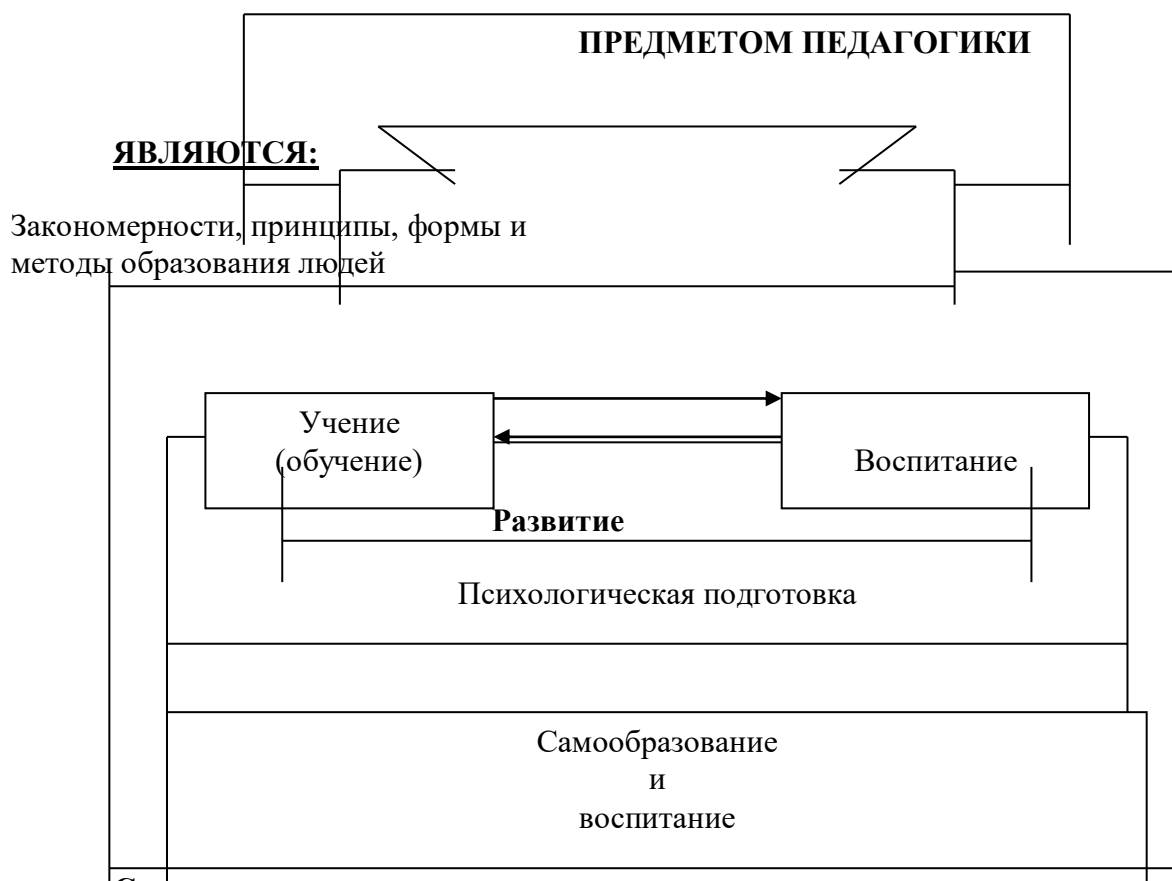 ПРЕДМЕТОМ ПЕДАГОГИКИ
ЯВЛЯЮТСЯ:
Закономерности, принципы, формы и
методы образования людей
Учение
(обучение)
Воспитание
Развитие
Психологическая подготовка
Самообразование
и
воспитание